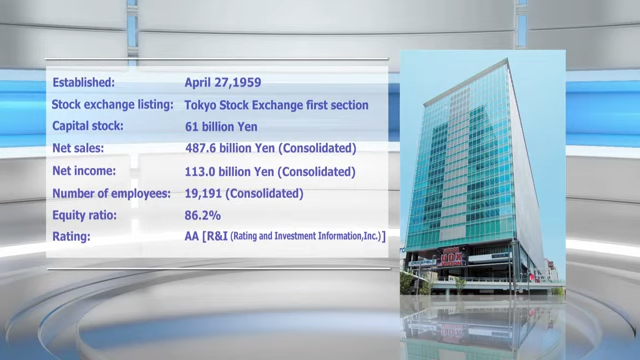 Established: April 27,1959
Stock exchange listing: Tokyo Stock Exchange first section
Capital stock: 61 billion Yen
Net sales: 487.6 billion Yen (Consolidated)
Net income: 113.0 billion Yen (Consolidated)
Number of employees: 19,191 (Consolidated)
Equity ratio: 86.2%
Rating: AA [R&I (Rating and Investment Information,Inc.)]